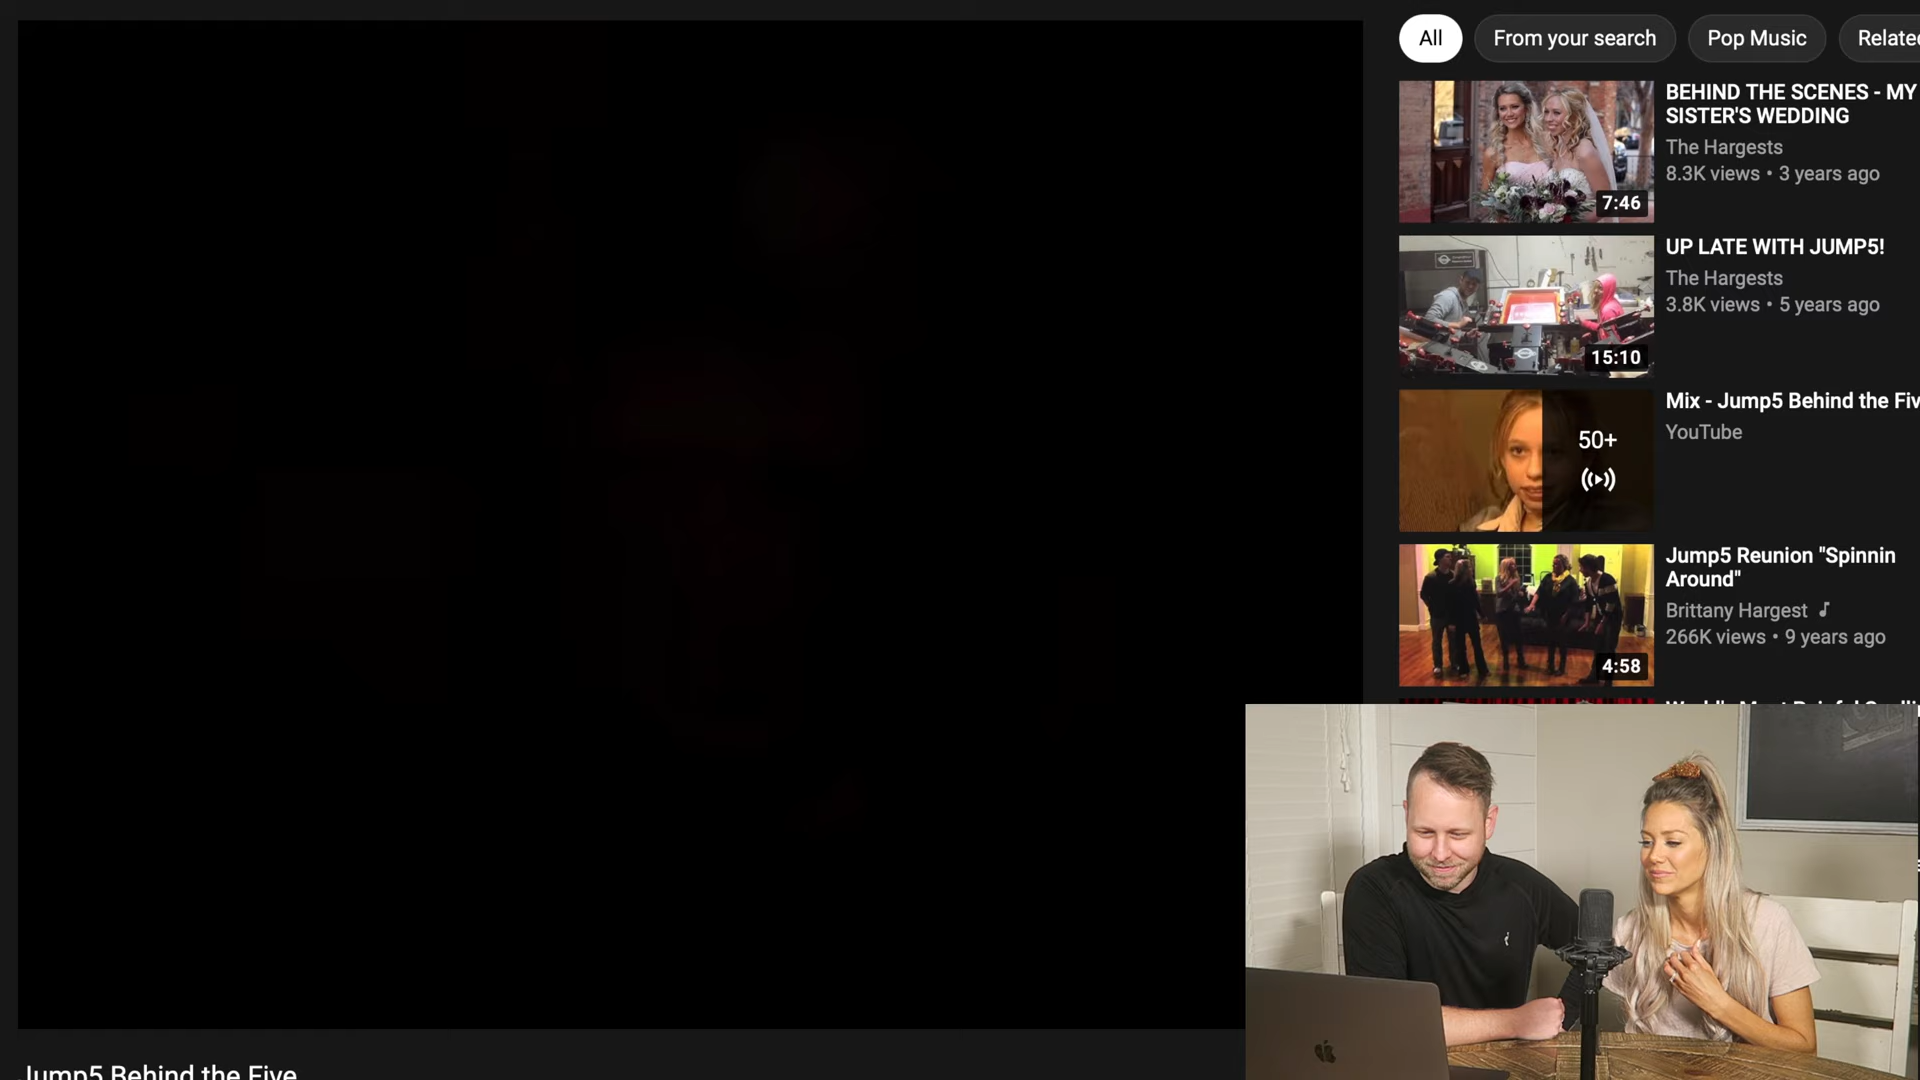 All
From your search
Pop Music
Related
BEHIND THE SCENES - MY
SISTER'S WEDDING
The Hargests
8.3K views • 3 years ago
7:46
UP LATE WITH JUMP5!
The Hargests
3.8K views • 5 years ago
15:10
Mix - Jump5 Behind the Fiv
YouTube
50+
Jump5 Reunion "Spinnin
Around"
Brittany Hargest
266K views • 9 years ago
4:58
Jump5 Behind the Five